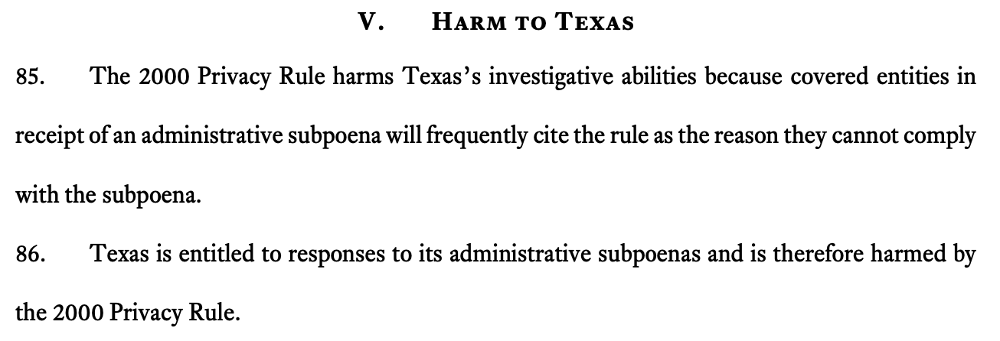 V. HARM TO TEXAS
85. The 2000 Privacy Rule harms Texas’s investigative abilities because covered entities in
receipt of an administrative subpoena will frequently cite the rule as the reason they cannot comply
with the subpoena.
86. Texas is entitled to responses to its administrative subpoenas and is therefore harmed by
the 2000 Privacy Rule.